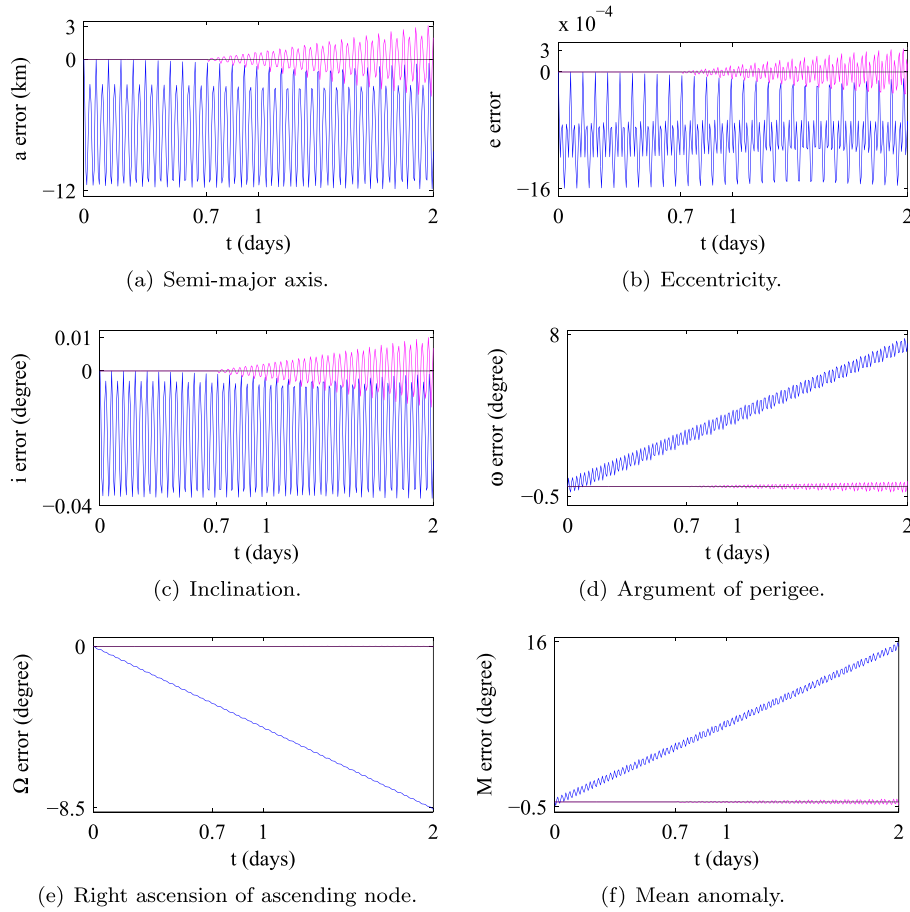 3
0
−12
a error (km)
0 0.7 1 2
t (days)
(a) Semi-major axis.
x 10⁻⁴
3
0
−16
e error
0 0.7 1 2
t (days)
(b) Eccentricity.
0.01
0
−0.04
i error (degree)
0 0.7 1 2
t (days)
(c) Inclination.
8
−0.5
ω error (degree)
0 0.7 1 2
t (days)
(d) Argument of perigee.
0
−8.5
Ω error (degree)
0 0.7 1 2
t (days)
(e) Right ascension of ascending node.
16
−0.5
M error (degree)
0 0.7 1 2
t (days)
(f) Mean anomaly.